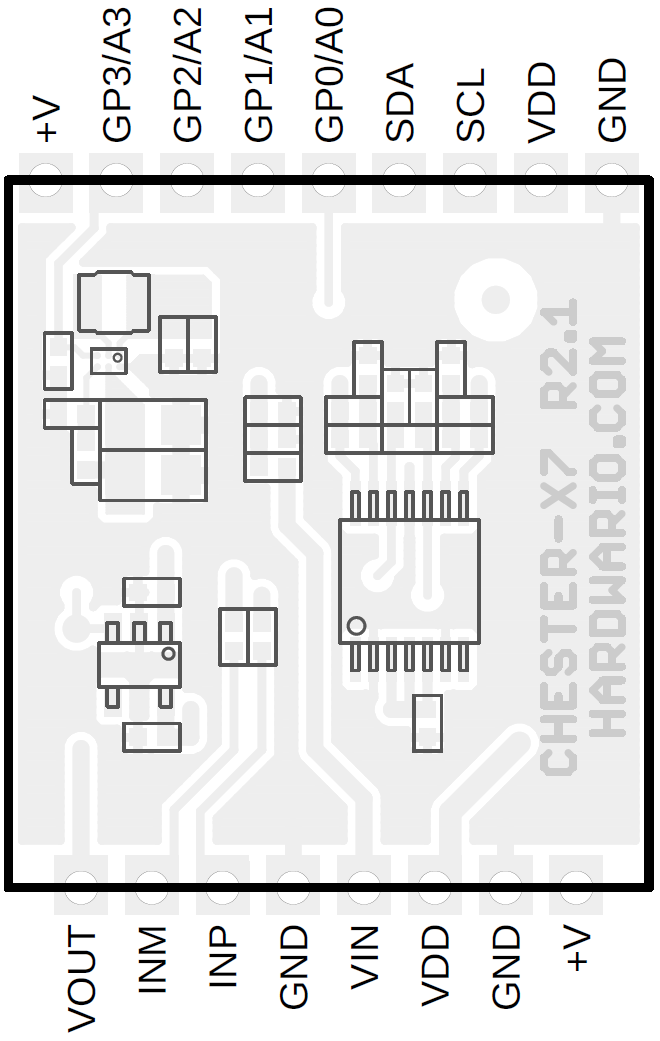 +V
GP3/A3
GP2/A2
GP1/A1
GP0/A0
SDA
SCL
VDD
GND
CHESTER-X7 R2.1
HARDWARIO.COM
VOUT
INM
INP
GND
VIN
VDD
GND
+V